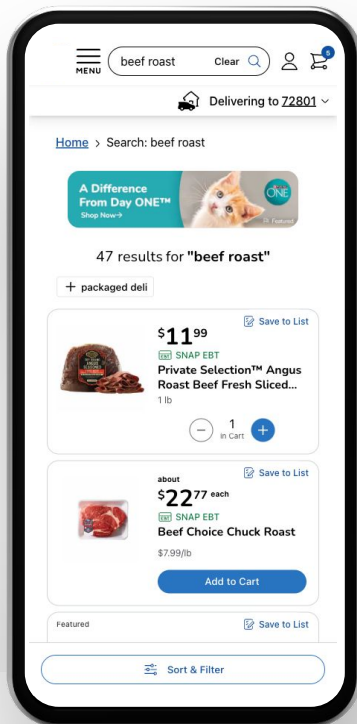 beef roast
Clear
5
MENU
Delivering to 72801
Home > Search: beef roast
A Difference
From Day ONE™
Shop Now→
ONE
Featured
47 results for "beef roast"
+ packaged deli
Save to List
$11 99
EBT SNAP EBT
Private Selection™ Angus
Roast Beef Fresh Sliced...
1 lb
1
in Cart
Save to List
about
$22 77 each
EBT SNAP EBT
Beef Choice Chuck Roast
$7.99/lb
Add to Cart
Featured
Save to List
Sort & Filter